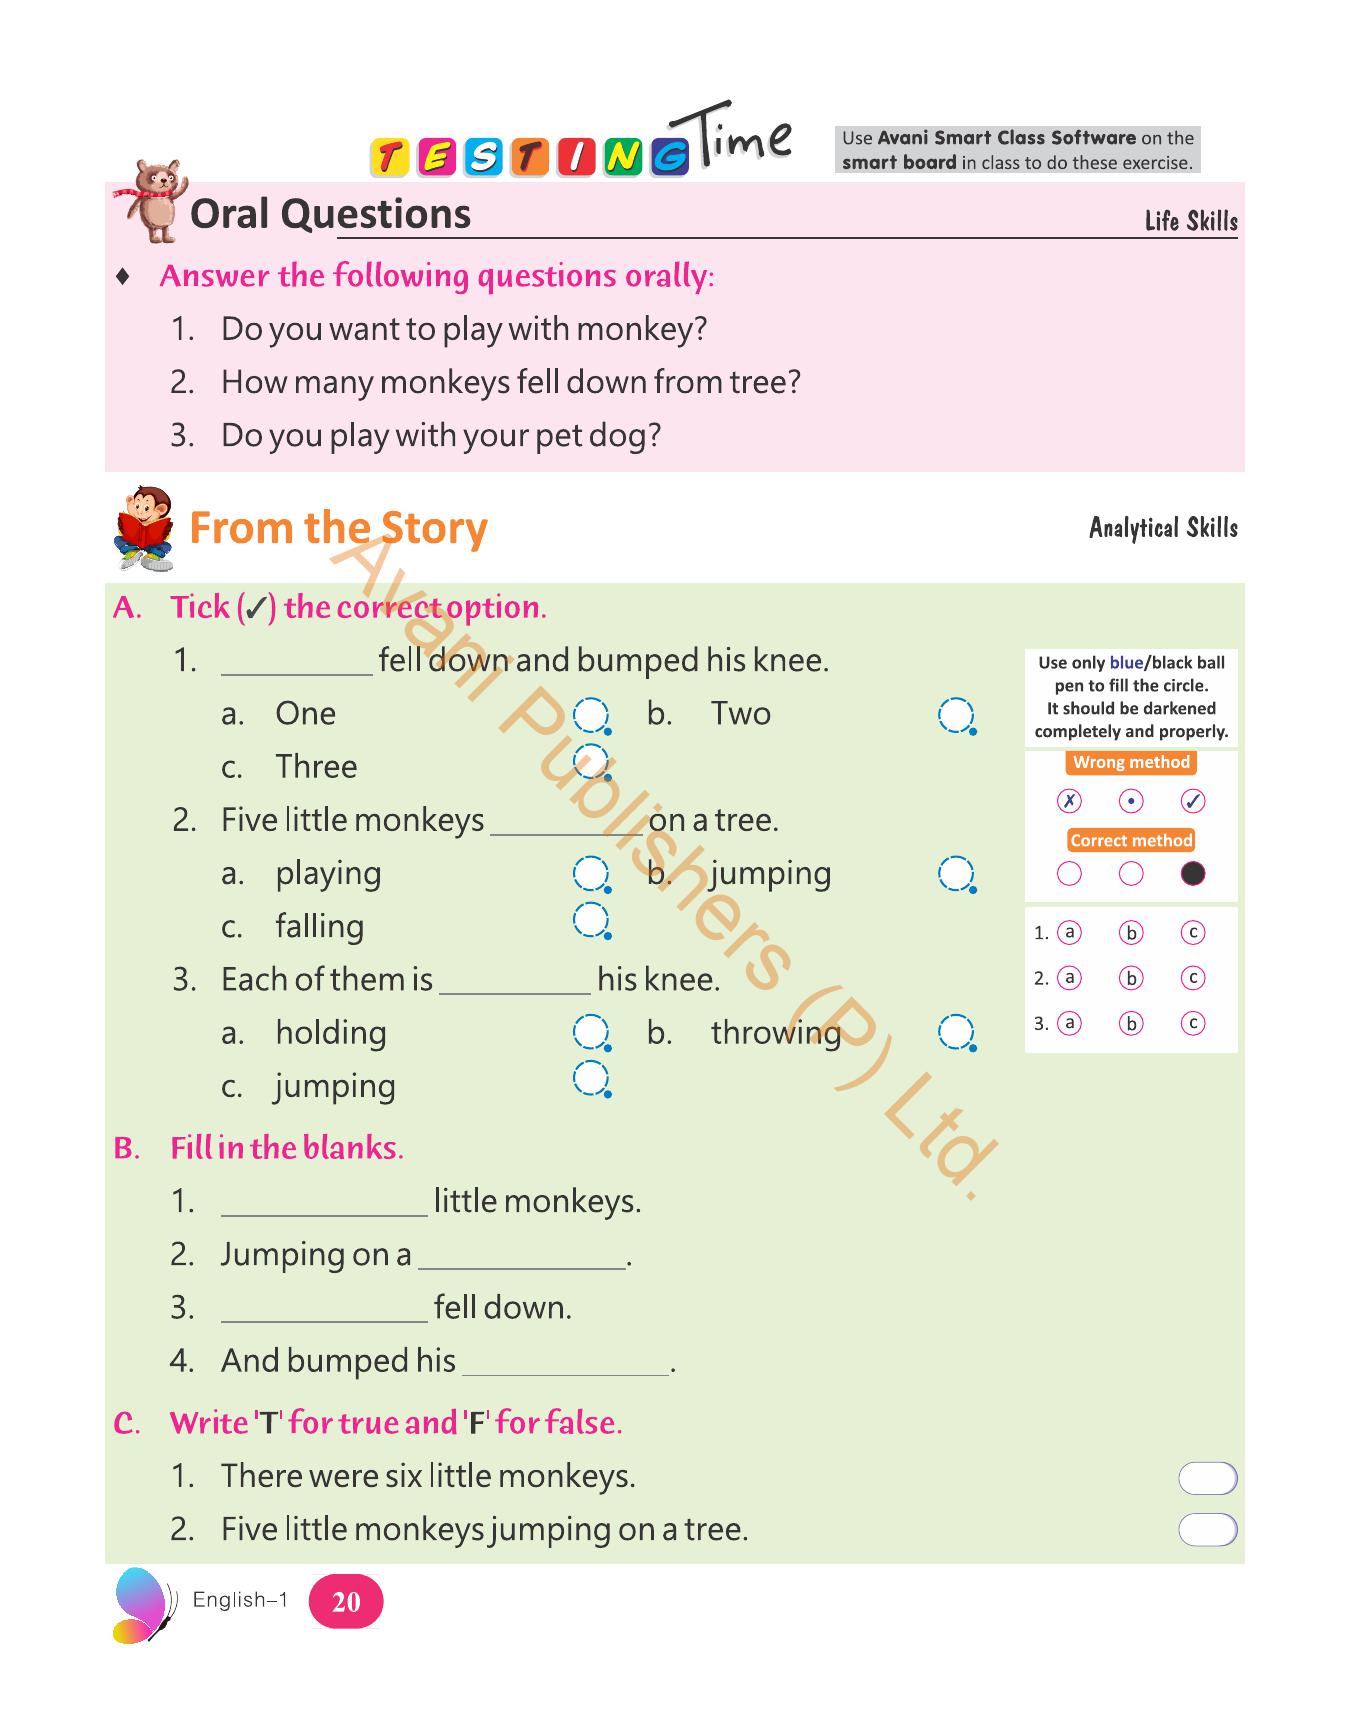 TESTING Time
Use Avani Smart Class Software on the
smart board in class to do these exercise.
Oral Questions
Life Skills
♦ Answer the following questions orally:
1. Do you want to play with monkey?
2. How many monkeys fell down from tree?
3. Do you play with your pet dog?
From the Story
Analytical Skills
A. Tick (✓) the correct option.
1. __________ fell down and bumped his knee.
a. One b. Two
c. Three
2. Five little monkeys __________ on a tree.
a. playing b. jumping
c. falling
3. Each of them is __________ his knee.
a. holding b. throwing
c. jumping
Use only blue/black ball
pen to fill the circle.
It should be darkened
completely and properly.
Wrong method
✗ • ✓
Correct method
1. a b c
2. a b c
3. a b c
B. Fill in the blanks.
1. __________ little monkeys.
2. Jumping on a __________.
3. __________ fell down.
4. And bumped his __________.
C. Write 'T' for true and 'F' for false.
1. There were six little monkeys.
2. Five little monkeys jumping on a tree.
English–1 20
Avani Publishers (P) Ltd.